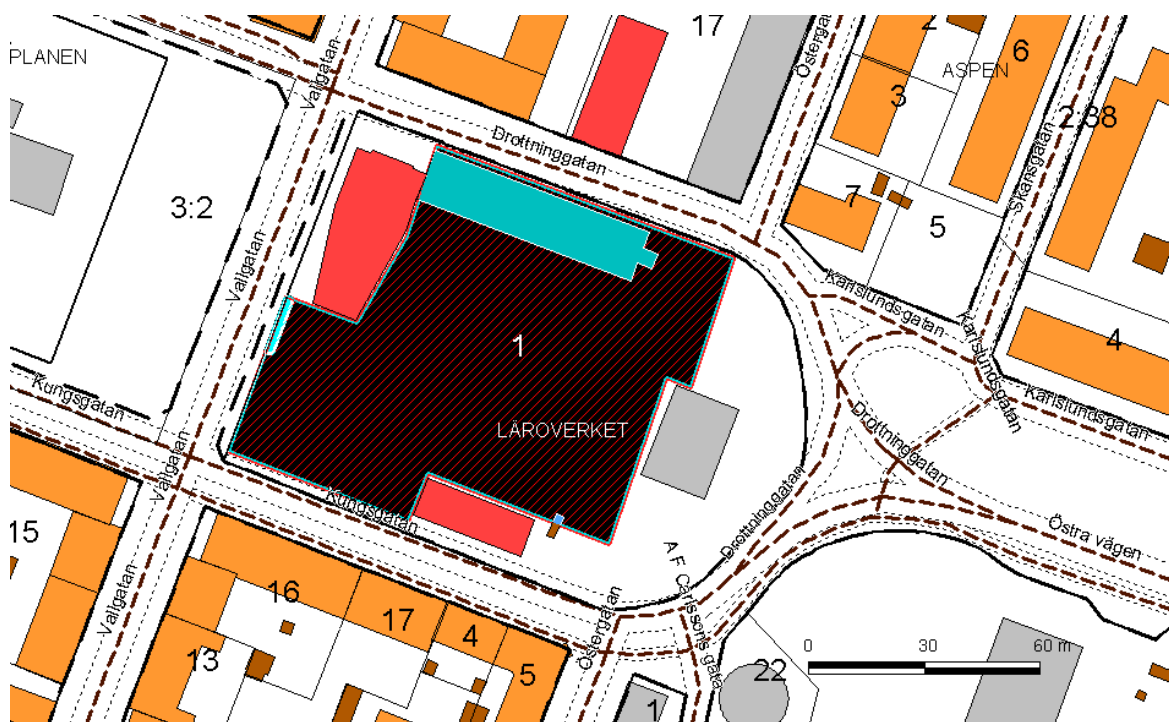 PLANEN
17
2
6
ASPEN
3
2:38
Vallgatan
Östergatan
Drottninggatan
Skansgatan
3:2
7
5
Vallgatan
Karlslundsgatan
1
4
Karlslundsgatan
Kungsgatan
Karlslundsgatan
LÄROVERKET
Drottninggatan
Vallgatan
Kungsgatan
Drottninggatan
Östra vägen
15
A F Carlssons gata
16
17
4
Vallgatan
Östergatan
0 30 60 m
13
5
22
1